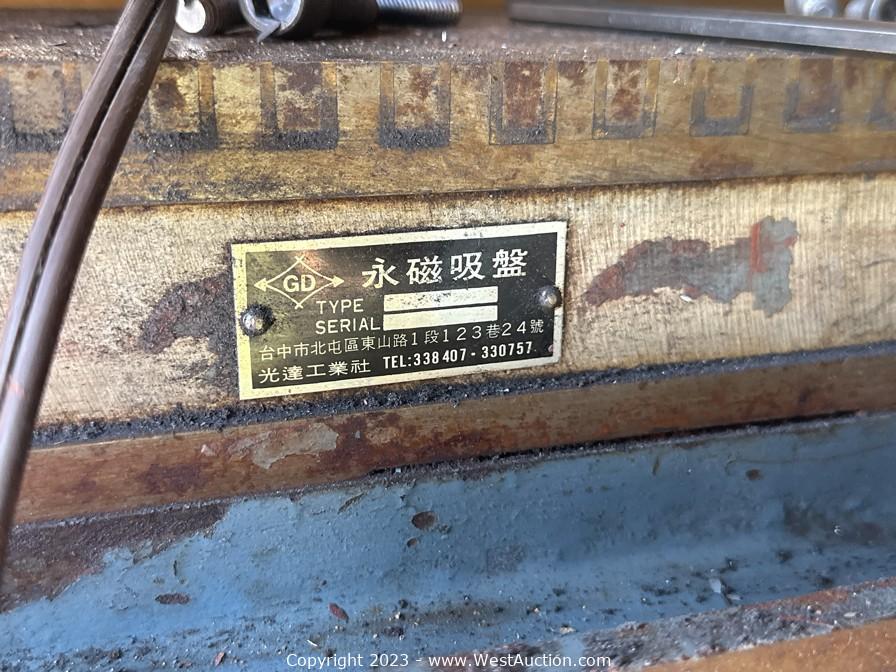 GD 永磁吸盤
TYPE
SERIAL
台中市北屯區東山路1段123巷24號
光達工業社 TEL:338407-330757
Copyright 2023 - www.WestAuction.com